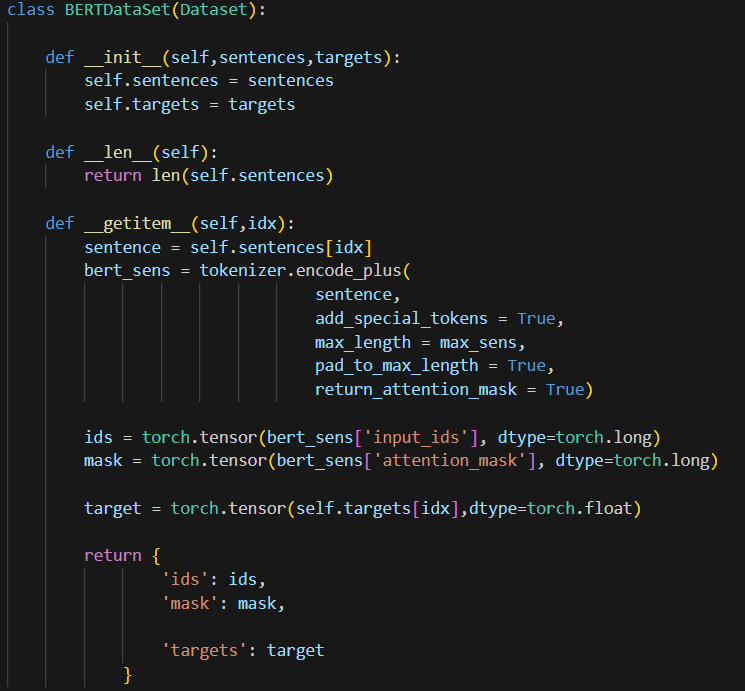 class BERTDataSet(Dataset):
def __init__(self,sentences,targets):
self.sentences = sentences
self.targets = targets
def __len__(self):
return len(self.sentences)
def __getitem__(self,idx):
sentence = self.sentences[idx]
bert_sens = tokenizer.encode_plus(
sentence,
add_special_tokens = True,
max_length = max_sens,
pad_to_max_length = True,
return_attention_mask = True)
ids = torch.tensor(bert_sens['input_ids'], dtype=torch.long)
mask = torch.tensor(bert_sens['attention_mask'], dtype=torch.long)
target = torch.tensor(self.targets[idx],dtype=torch.float)
return {
'ids': ids,
'mask': mask,
'targets': target
}